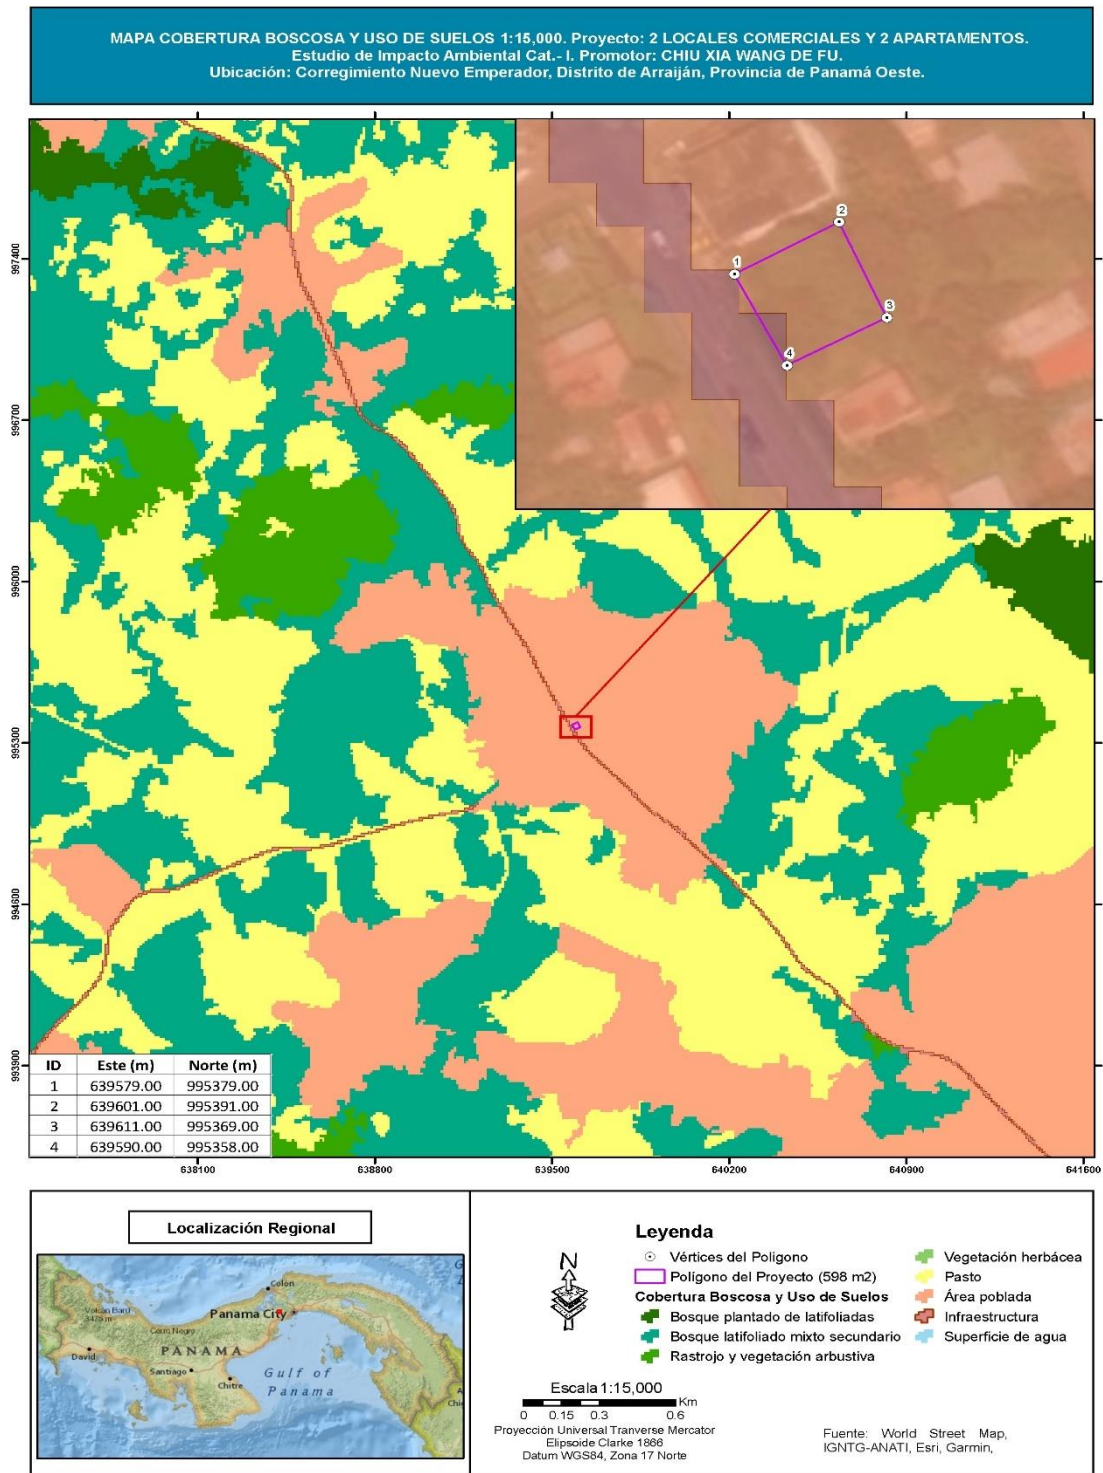 MAPA COBERTURA BOSCOSA Y USO DE SUELOS 1:15,000. Proyecto: 2 LOCALES COMERCIALES Y 2 APARTAMENTOS.
Estudio de Impacto Ambiental Cat.- I. Promotor: CHIU XIA WANG DE FU.
Ubicación: Corregimiento Nuevo Emperador, Distrito de Arraiján, Provincia de Panamá Oeste.
1
2
3
4
997400
996700
996000
995300
994600
993900
ID Este (m) Norte (m)
1 639579.00 995379.00
2 639601.00 995391.00
3 639611.00 995369.00
4 639590.00 995358.00
638100 638800 639500 640200 640900 641600
Localización Regional
Colon
Volcán Barú
3475 m
Panama City
Cerro Negro
PANAMA
David
Santiago
Chitre
Gulf of
Panama
N
Leyenda
Vértices del Poligono
Polígono del Proyecto (598 m2)
Cobertura Boscosa y Uso de Suelos
Bosque plantado de latifoliadas
Bosque latifoliado mixto secundario
Rastrojo y vegetación arbustiva
Vegetación herbácea
Pasto
Área poblada
Infraestructura
Superficie de agua
Escala 1:15,000
Km
0 0.15 0.3 0.6
Proyección Universal Tranverse Mercator
Elipsoide Clarke 1866
Datum WGS84, Zona 17 Norte
Fuente: World Street Map,
IGNTG-ANATI, Esri, Garmin,